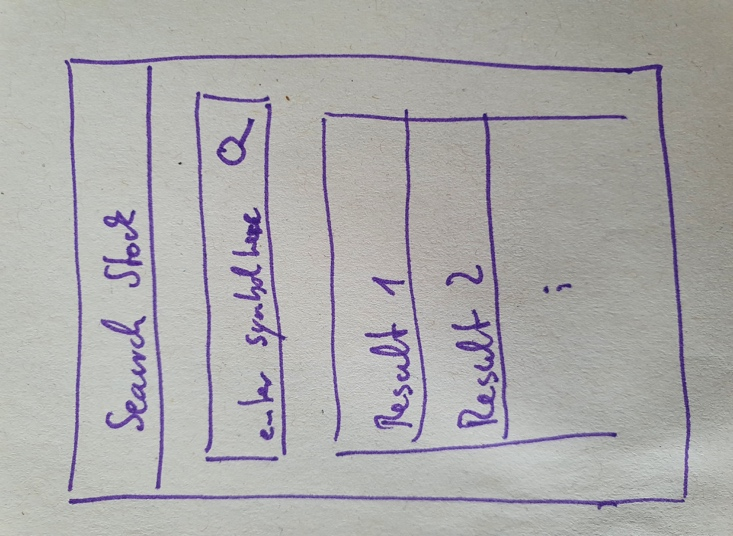 Search Stock
enter symbol here
Result 1
Result 2
: